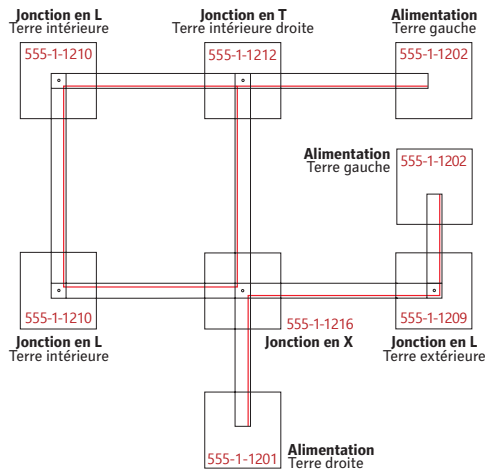 Jonction en L
Terre intérieure
555-1-1210
Jonction en T
Terre intérieure droite
555-1-1212
Alimentation
Terre gauche
555-1-1202
Alimentation
Terre gauche
555-1-1202
555-1-1210
Jonction en L
Terre intérieure
555-1-1216
Jonction en X
555-1-1209
Jonction en L
Terre extérieure
555-1-1201
Alimentation
Terre droite